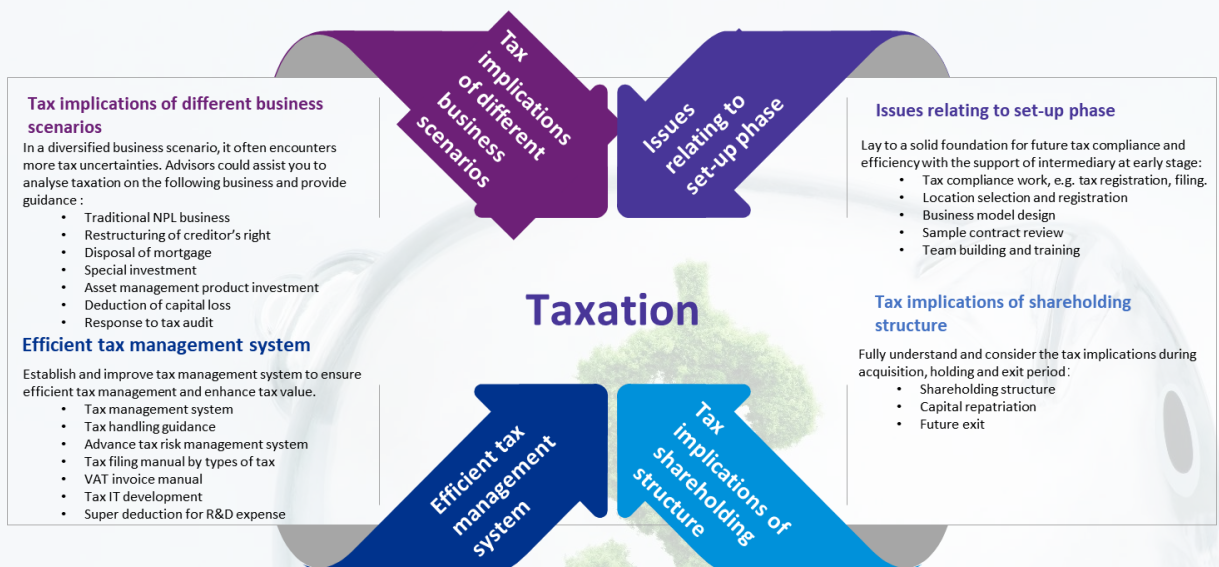 Tax
implications
of different
business
scenarios
Issues
relating to
set-up phase
Tax implications of different business
scenarios
In a diversified business scenario, it often encounters
more tax uncertainties. Advisors could assist you to
analyse taxation on the following business and provide
guidance :
• Traditional NPL business
• Restructuring of creditor's right
• Disposal of mortgage
• Special investment
• Asset management product investment
• Deduction of capital loss
• Response to tax audit
Efficient tax management system
Establish and improve tax management system to ensure
efficient tax management and enhance tax value.
• Tax management system
• Tax handling guidance
• Advance tax risk management system
• Tax filing manual by types of tax
• VAT invoice manual
• Tax IT development
• Super deduction for R&D expense
Taxation
Issues relating to set-up phase
Lay to a solid foundation for future tax compliance and
efficiency with the support of intermediary at early stage:
• Tax compliance work, e.g. tax registration, filing.
• Location selection and registration
• Business model design
• Sample contract review
• Team building and training
Tax implications of shareholding
structure
Fully understand and consider the tax implications during
acquisition, holding and exit period：
• Shareholding structure
• Capital repatriation
• Future exit
Efficient tax
management
system
Tax
implications of
shareholding
structure